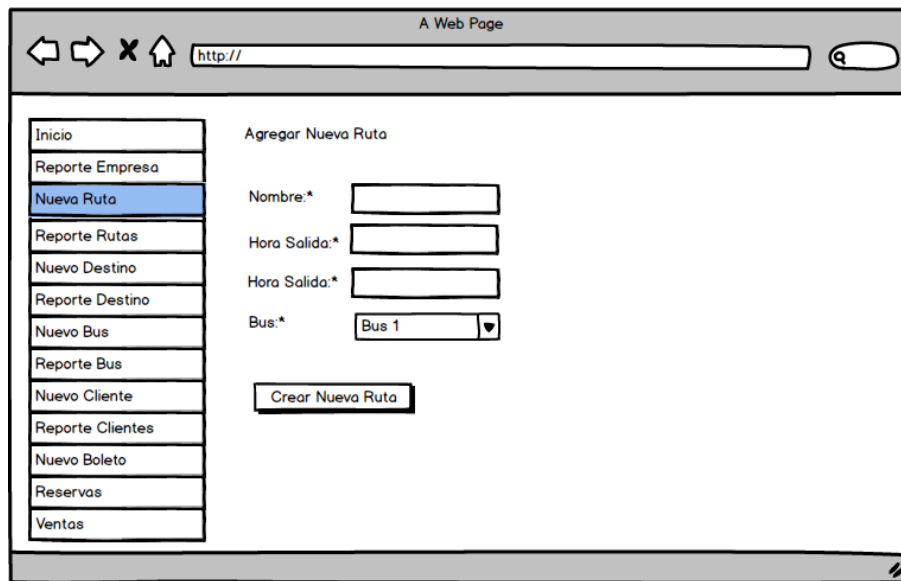 A Web Page
http://
Inicio
Reporte Empresa
Nueva Ruta
Reporte Rutas
Nuevo Destino
Reporte Destino
Nuevo Bus
Reporte Bus
Nuevo Cliente
Reporte Clientes
Nuevo Boleto
Reservas
Ventas
Agregar Nueva Ruta
Nombre:*
Hora Salida:*
Hora Salida:*
Bus:* Bus 1
Crear Nueva Ruta